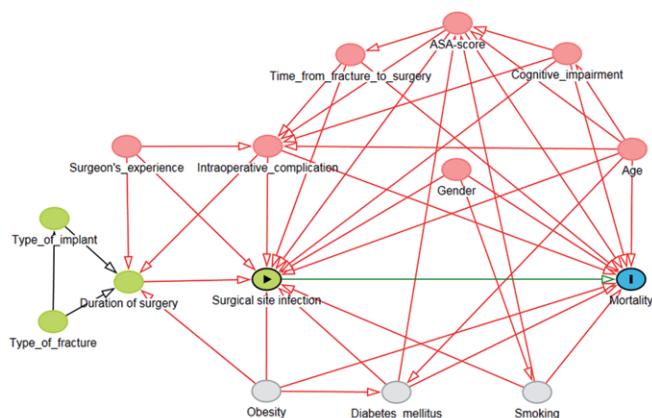 ASA-score
Time_from_fracture_to_surgery
Cognitive_impairment
Surgeon's_experience
Intraoperative_complication
Gender
Age
Type_of_implant
Duration of surgery
Surgical site infection
Mortality
Type_of_fracture
Obesity
Diabetes_mellitus
Smoking